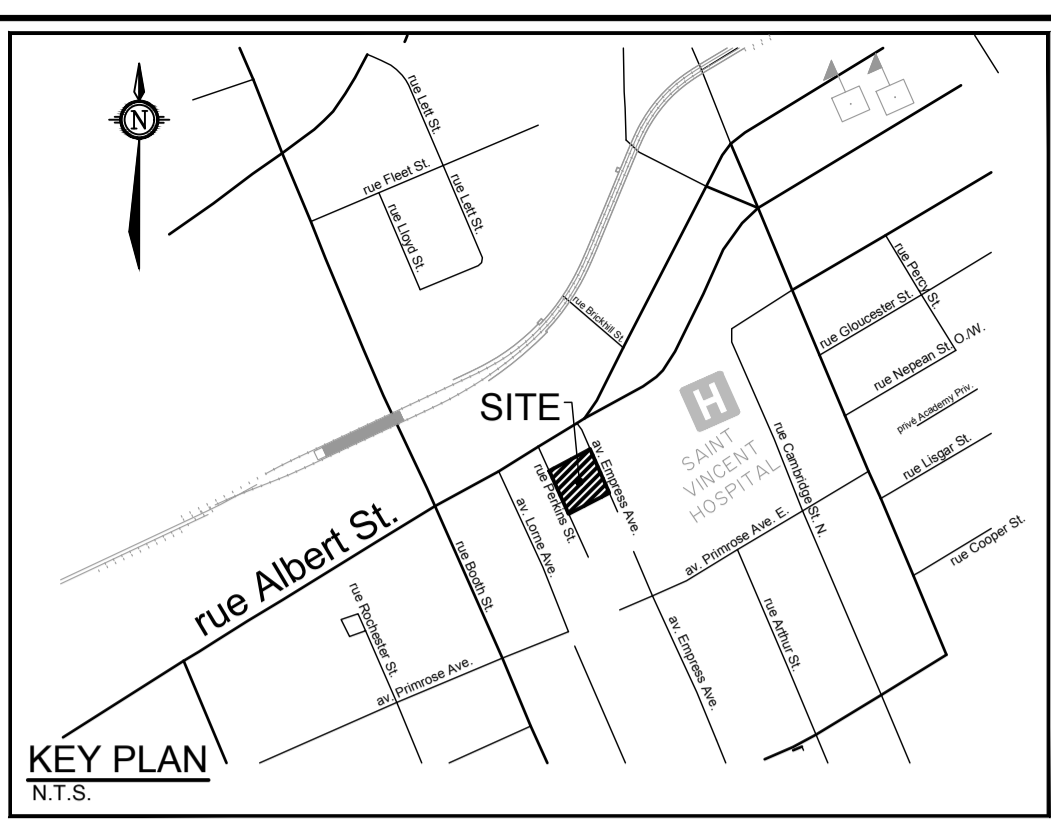 N
rue Lett St.
rue Fleet St.
rue Lett St.
rue Lloyd St.
rue Brickhill St.
rue Percy St.
rue Gloucester St.
rue Nepean St. O./W.
privé Academy Priv.
rue Lisgar St.
rue Cooper St.
H
SAINT
VINCENT
HOSPITAL
rue Cambridge St. N.
SITE
av. Empress Ave.
rue Perkins St.
av. Lorne Ave.
av. Primrose Ave. E.
rue Albert St.
rue Booth St.
rue Rochester St.
av. Primrose Ave.
av. Empress Ave.
rue Arthur St.
KEY PLAN
N.T.S.